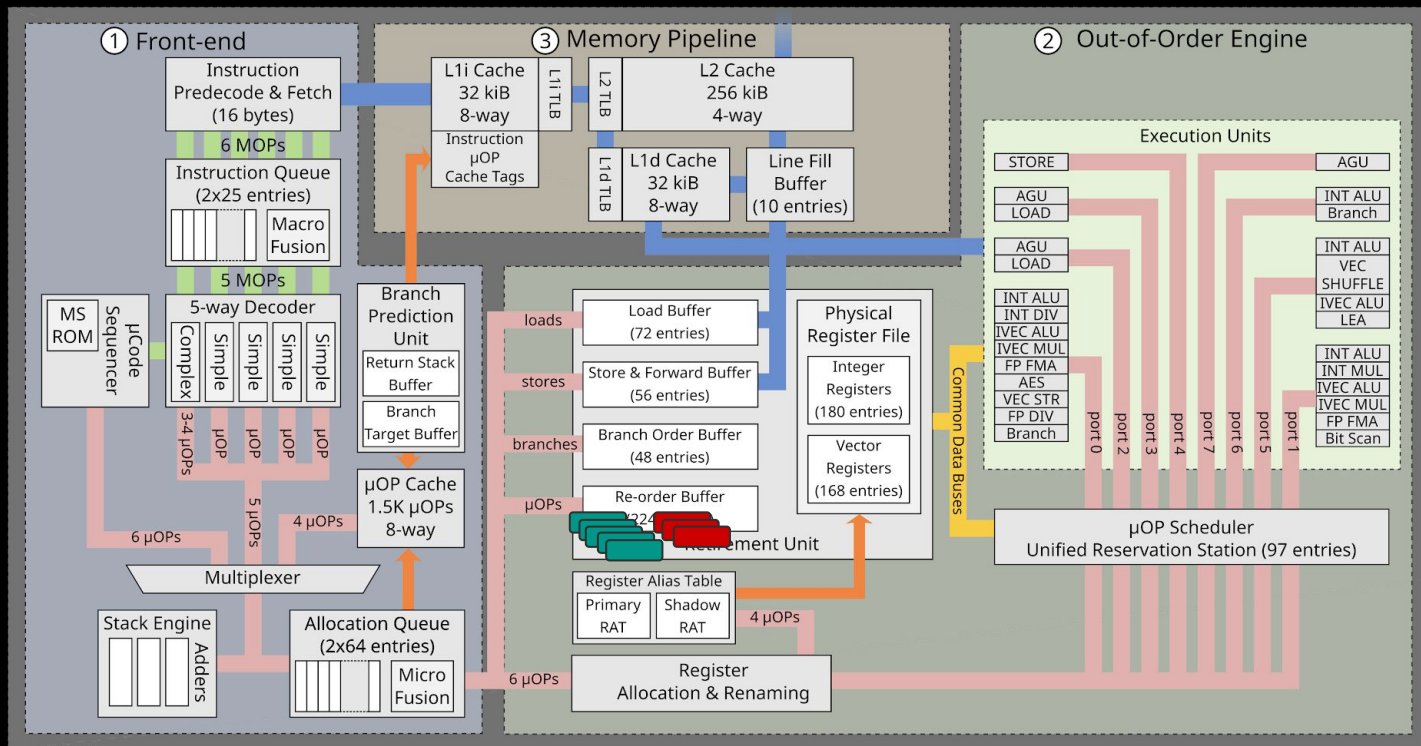 1 Front-end
3 Memory Pipeline
2 Out-of-Order Engine
Instruction
Predecode & Fetch
(16 bytes)
6 MOPs
Instruction Queue
(2x25 entries)
Macro
Fusion
5 MOPs
5-way Decoder
Complex
Simple
Simple
Simple
Simple
MS
ROM
µCode
Sequencer
3-4 µOPs
µOP
µOP
µOP
µOP
Branch
Prediction
Unit
Return Stack
Buffer
Branch
Target Buffer
µOP Cache
1.5K µOPs
8-way
5 µOPs
4 µOPs
6 µOPs
Multiplexer
Stack Engine
Adders
Allocation Queue
(2x64 entries)
Micro
Fusion
L1i Cache
32 kiB
8-way
L1i TLB
Instruction
µOP
Cache Tags
L2 TLB
L2 Cache
256 kiB
4-way
L1d TLB
L1d Cache
32 kiB
8-way
Line Fill
Buffer
(10 entries)
loads
Load Buffer
(72 entries)
stores
Store & Forward Buffer
(56 entries)
branches
Branch Order Buffer
(48 entries)
µOPs
Re-order Buffer
(224
Unit
Physical
Register File
Integer
Registers
(180 entries)
Vector
Registers
(168 entries)
Register Alias Table
Primary
RAT
Shadow
RAT
4 µOPs
6 µOPs
Register
Allocation & Renaming
Execution Units
STORE
AGU
LOAD
AGU
LOAD
INT ALU
INT DIV
IVEC ALU
IVEC MUL
FP FMA
AES
VEC STR
FP DIV
Branch
AGU
INT ALU
Branch
INT ALU
VEC
SHUFFLE
IVEC ALU
LEA
INT ALU
INT MUL
IVEC ALU
IVEC MUL
FP FMA
Bit Scan
port 0
port 2
port 3
port 4
port 7
port 6
port 5
port 1
Common Data Buses
µOP Scheduler
Unified Reservation Station (97 entries)